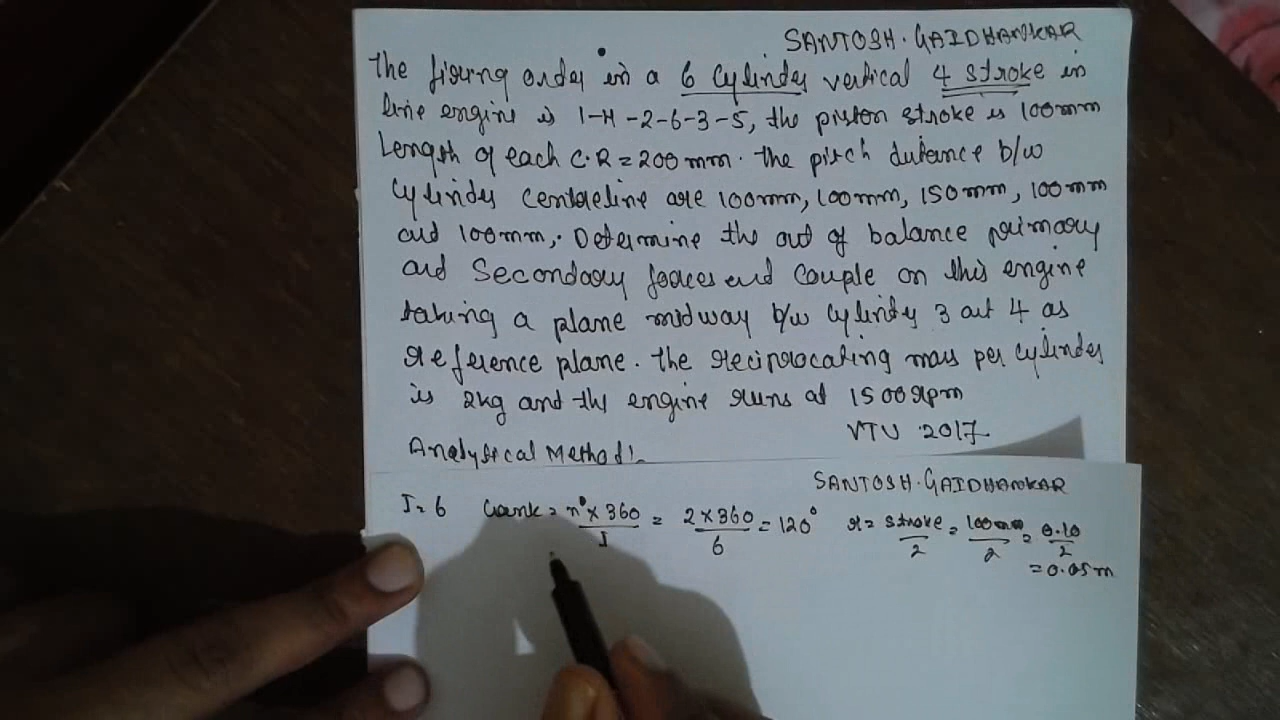 SANTOSH.GAIDHANKAR
The firing order in a 6 cylinder vertical 4 stroke in
line engine is 1-4-2-6-3-5, the piston stroke is 100mm
Length of each C.R = 200mm. the pitch distance b/w
cylinder centreline are 100mm, 100mm, 150mm, 100mm
and 100mm,. Determine the out of balance primary
and Secondary forces and couple on this engine
taking a plane midway b/w cylinder 3 and 4 as
reference plane. the reciprocating mass per cylinder
is 2kg and the engine runs at 1500rpm
VTU 2017
Analytical Method:-
SANTOSH.GAIDHANKAR
I = 6 Crank = n° × 360 / I = 2 × 360 / 6 = 120° r = stroke / 2 = 100mm / 2 = 0.10 / 2
= 0.05m